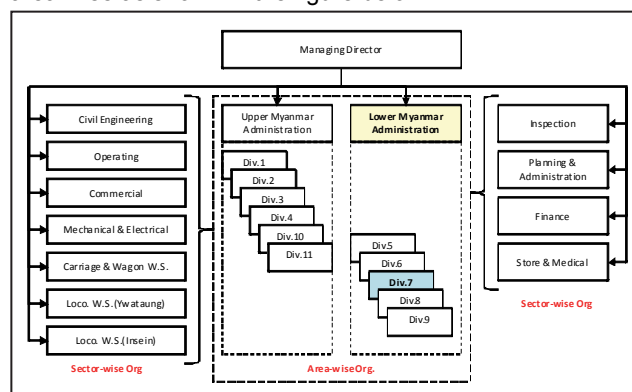 Managing Director
Civil Engineering
Operating
Commercial
Mechanical & Electrical
Carriage & Wagon W.S.
Loco. W.S.(Ywataung)
Loco. W.S.(Insein)
Sector-wise Org
Upper Myanmar
Administration
Div.1
Div.2
Div.3
Div.4
Div.10
Div.11
Lower Myanmar
Administration
Div.5
Div.6
Div.7
Div.8
Div.9
Area-wise Org.
Inspection
Planning &
Administration
Finance
Store & Medical
Sector-wise Org